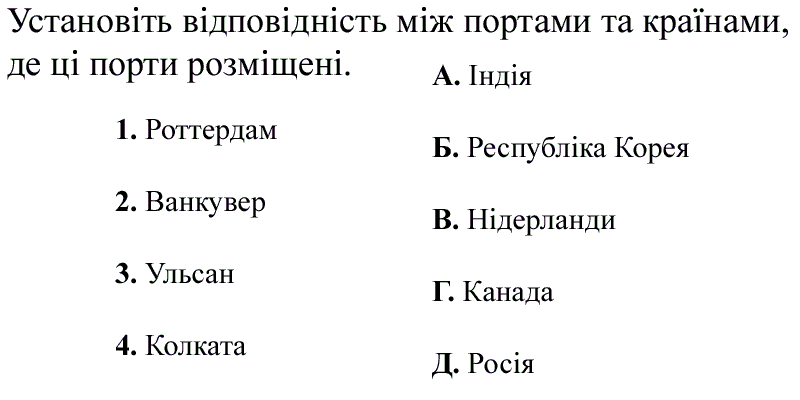 Установіть відповідність між портами та країнами,
де ці порти розміщені.
1. Роттердам
2. Ванкувер
3. Ульсан
4. Колката
А. Індія
Б. Республіка Корея
В. Нідерланди
Г. Канада
Д. Росія